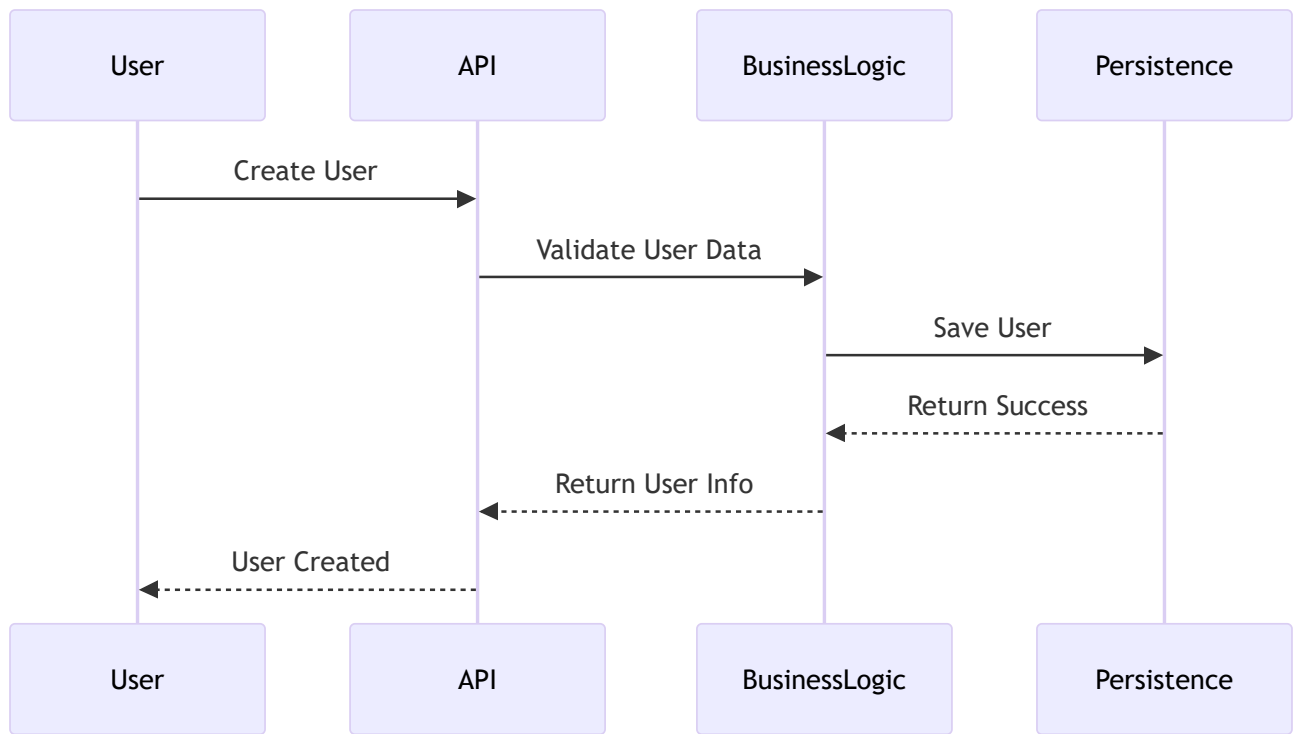 User
API
BusinessLogic
Persistence
Create User
Validate User Data
Save User
Return Success
Return User Info
User Created
User
API
BusinessLogic
Persistence